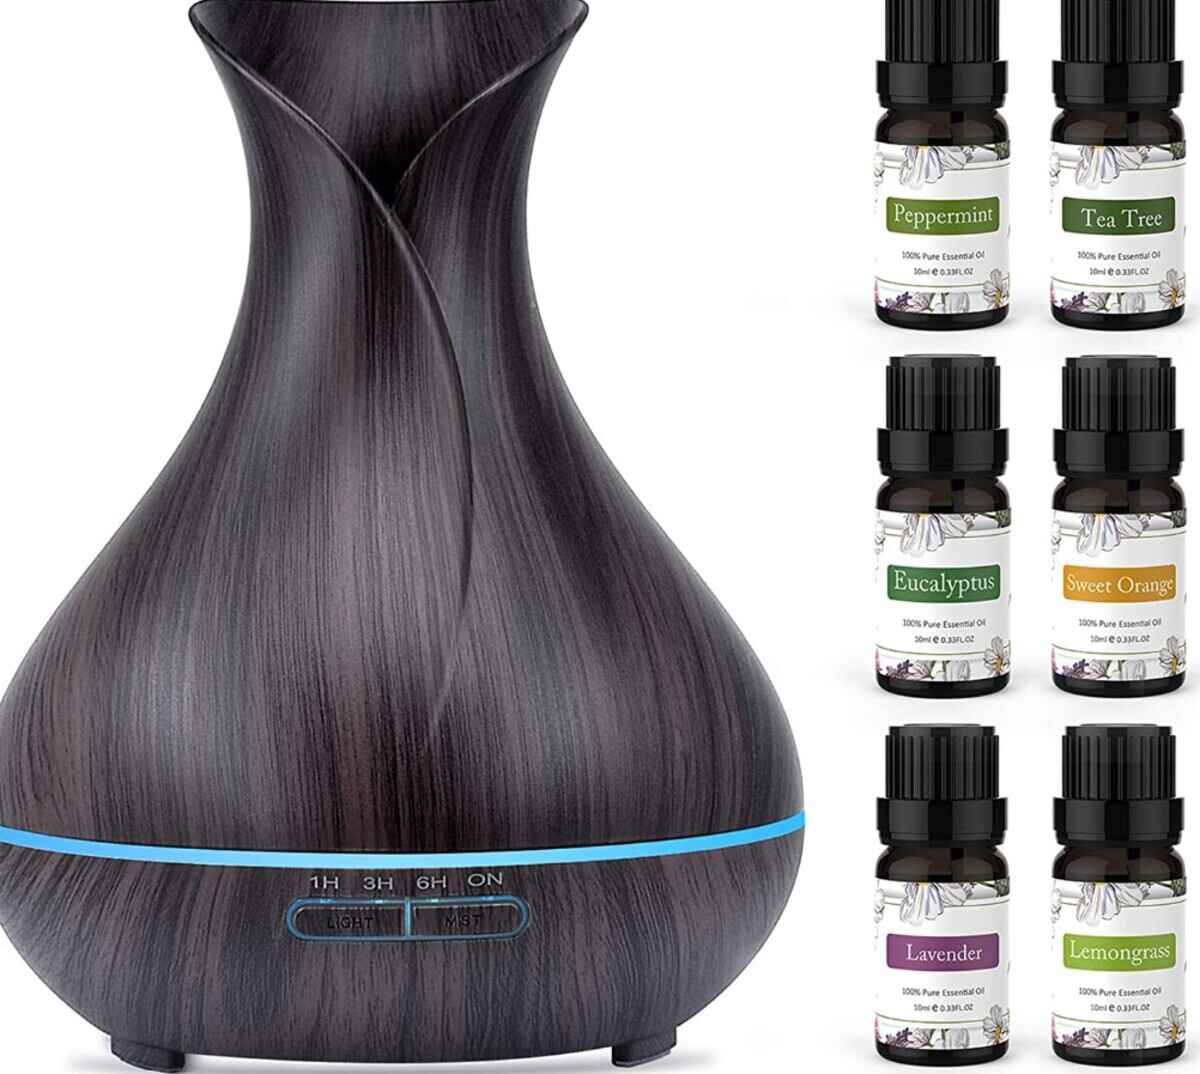 Peppermint
100% Pure Essential Oil
10ml e 0.33FL.OZ
Tea Tree
100% Pure Essential Oil
10ml e 0.33FL.OZ
Eucalyptus
100% Pure Essential Oil
10ml e 0.33FL.OZ
Sweet Orange
100% Pure Essential Oil
10ml e 0.33FL.OZ
1H 3H 6H ON
LIGHT MIST
Lavender
100% Pure Essential Oil
10ml e 0.33FL.OZ
Lemongrass
100% Pure Essential Oil
10ml e 0.33FL.OZ